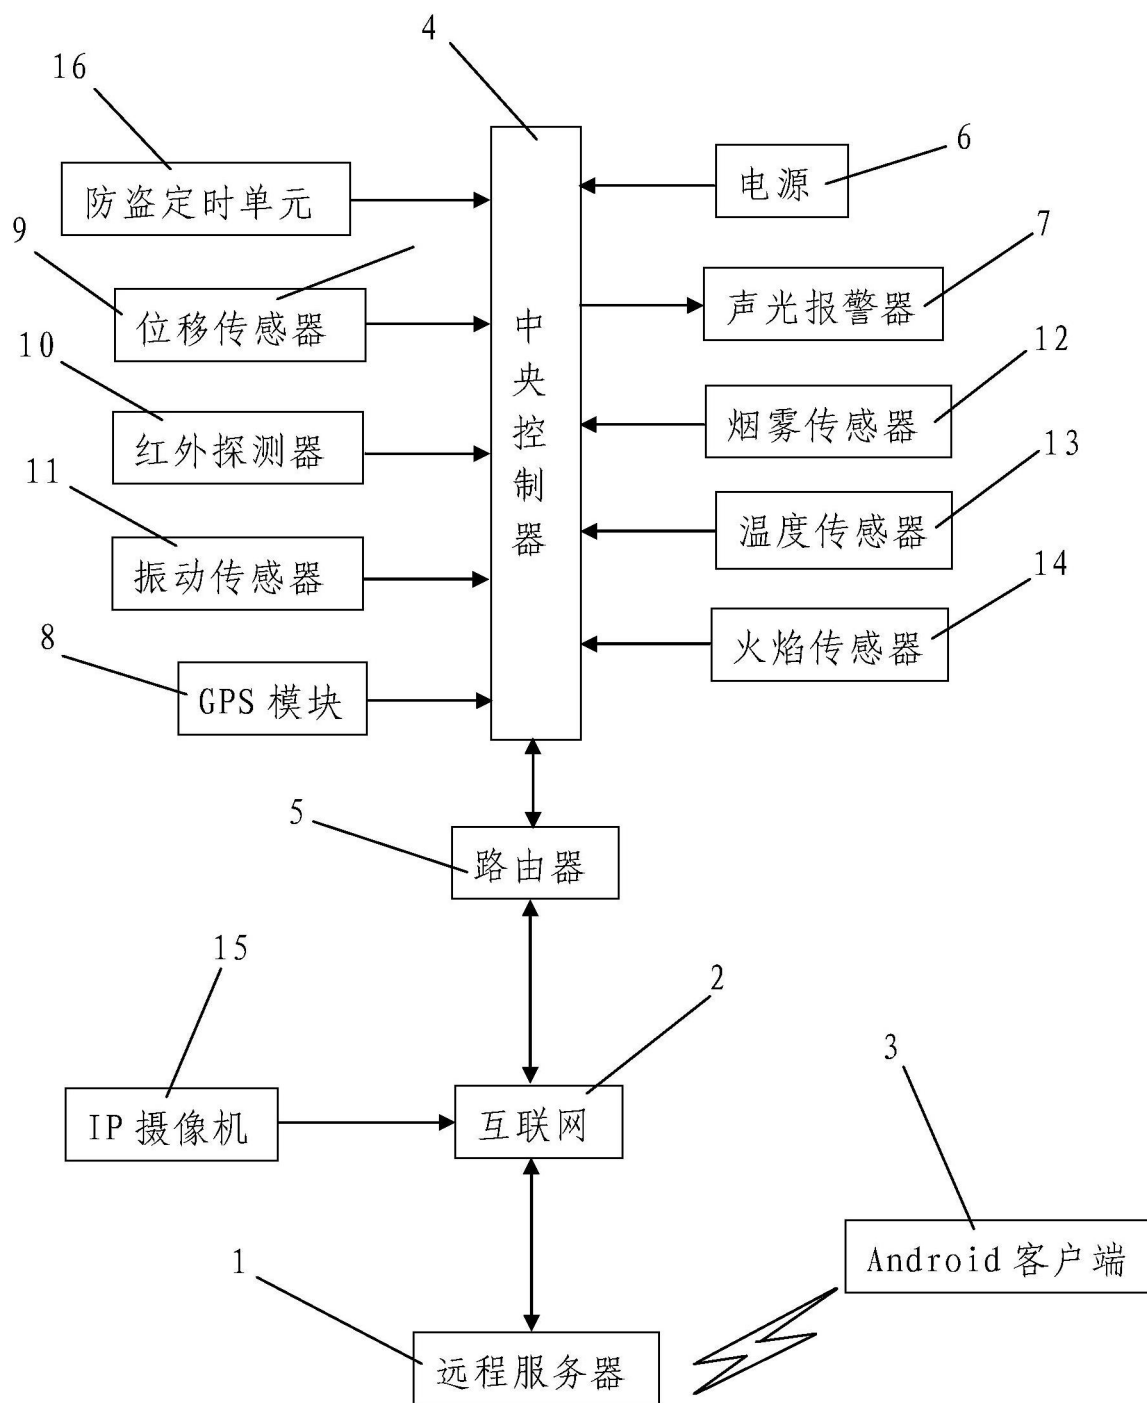 4
16
6
防盗定时单元
电源
9
7
位移传感器
声光报警器
10
12
红外探测器
烟雾传感器
中央控制器
11
13
振动传感器
温度传感器
14
8
火焰传感器
GPS 模块
5
路由器
15
2
3
IP 摄像机
互联网
1
Android 客户端
远程服务器